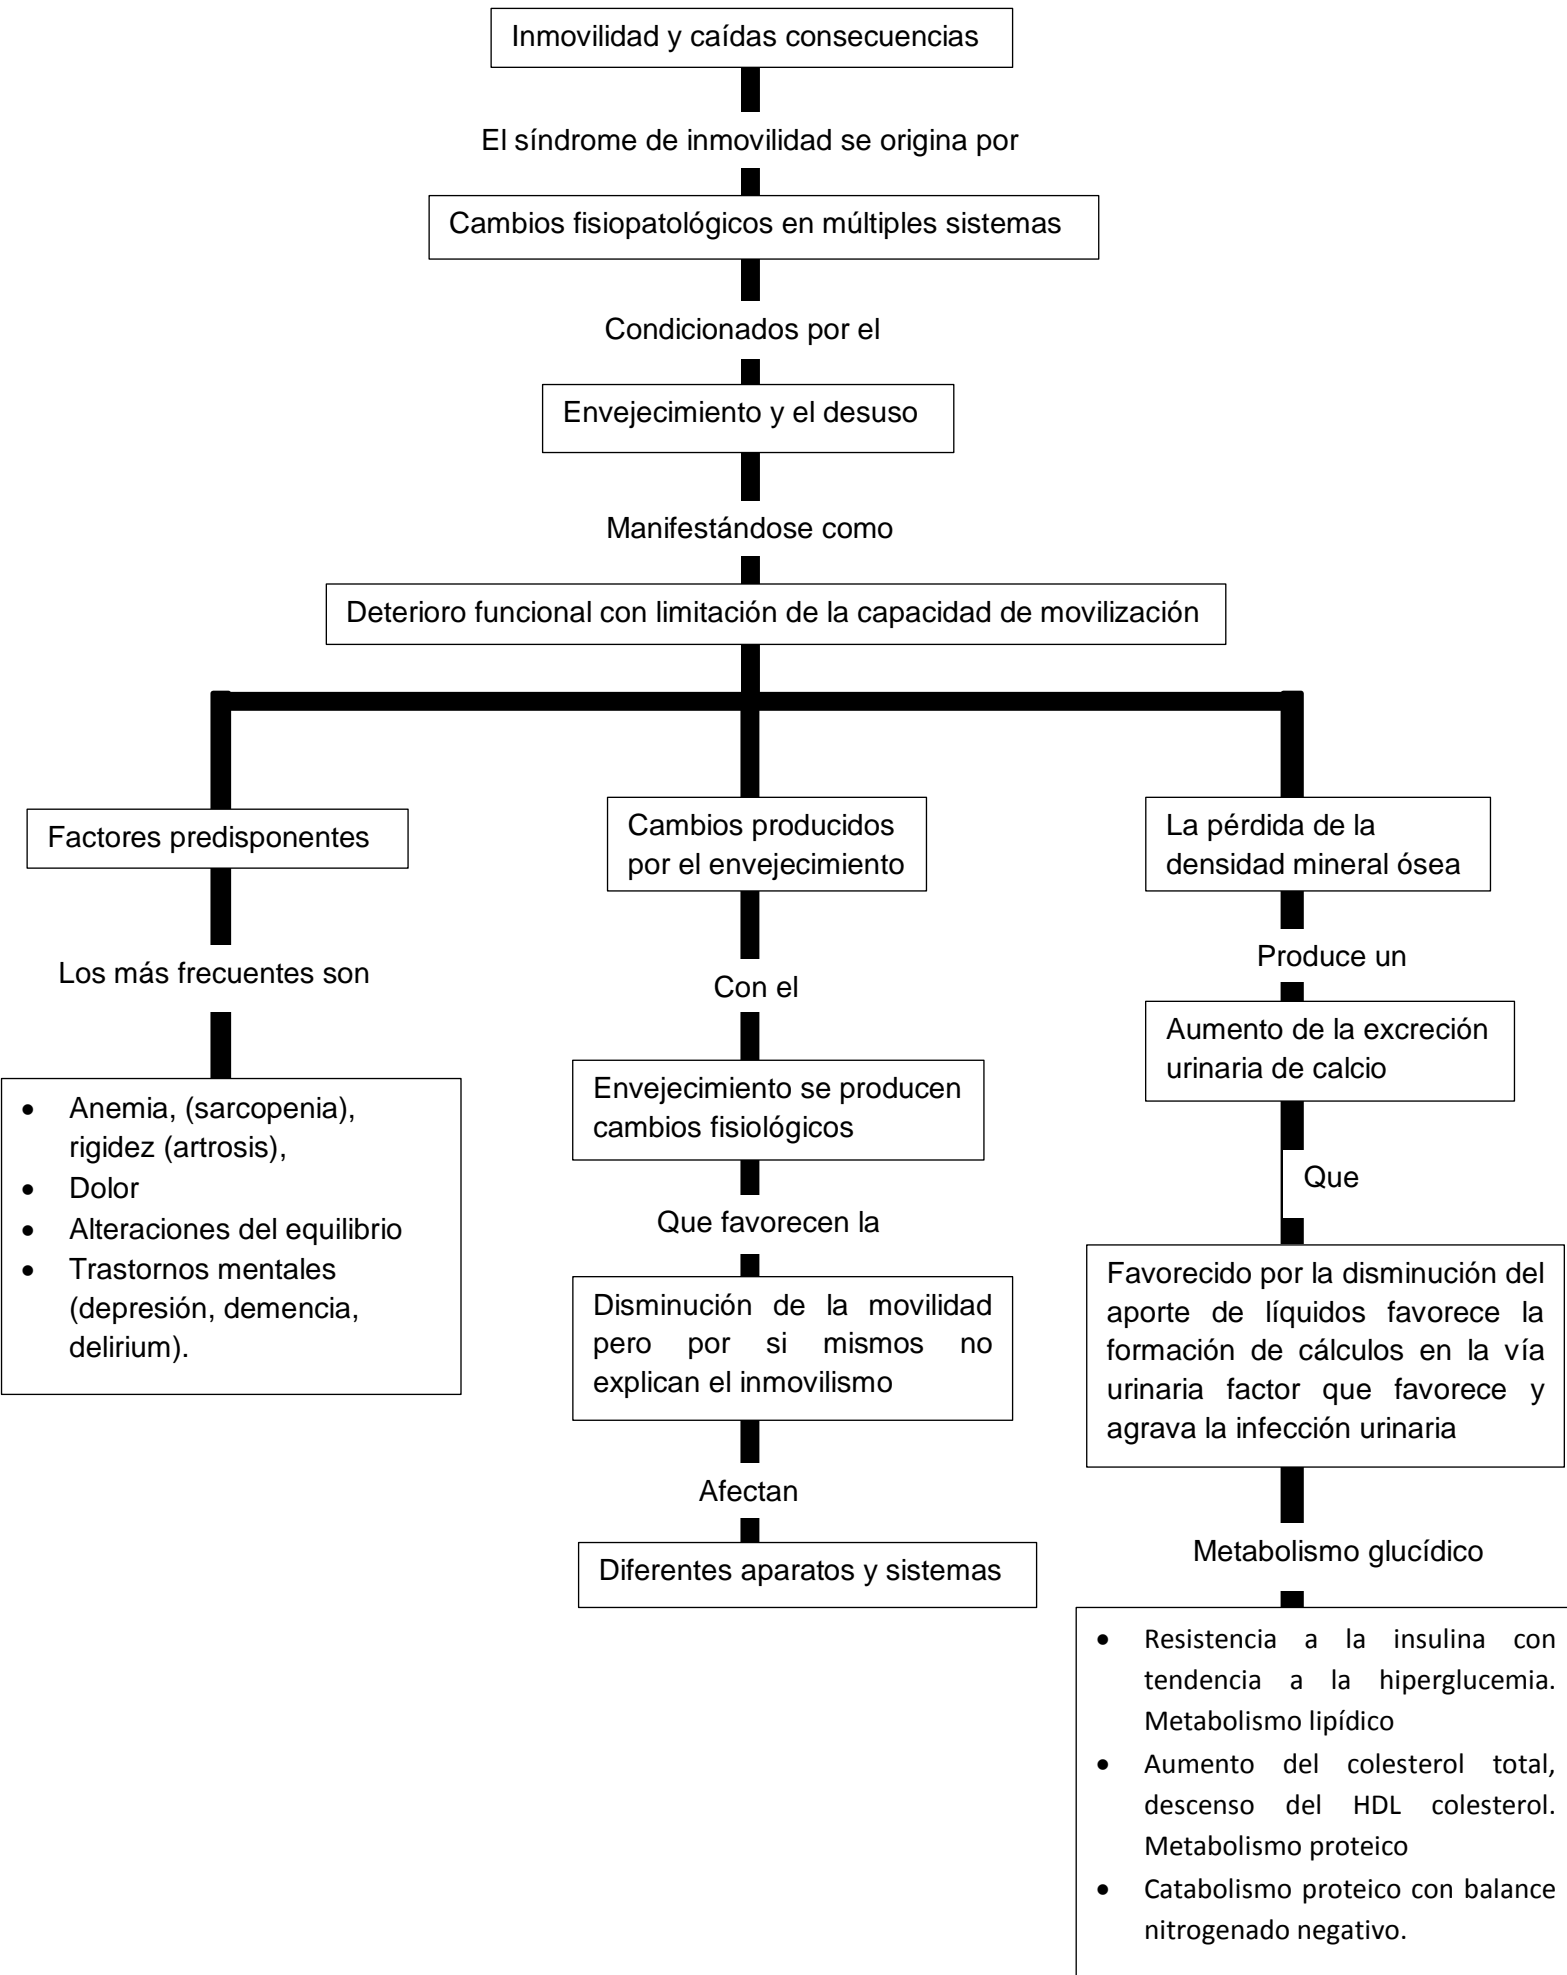 Inmovilidad y caídas consecuencias
El síndrome de inmovilidad se origina por
Cambios fisiopatológicos en múltiples sistemas
Condicionados por el
Envejecimiento y el desuso
Manifestándose como
Deterioro funcional con limitación de la capacidad de movilización
Factores predisponentes
Los más frecuentes son
• Anemia, (sarcopenia),
rigidez (artrosis),
• Dolor
• Alteraciones del equilibrio
• Trastornos mentales
(depresión, demencia,
delirium).
Cambios producidos
por el envejecimiento
Con el
Envejecimiento se producen
cambios fisiológicos
Que favorecen la
Disminución de la movilidad
pero por si mismos no
explican el inmovilismo
Afectan
Diferentes aparatos y sistemas
La pérdida de la
densidad mineral ósea
Produce un
Aumento de la excreción
urinaria de calcio
Que
Favorecido por la disminución del
aporte de líquidos favorece la
formación de cálculos en la vía
urinaria factor que favorece y
agrava la infección urinaria
Metabolismo glucídico
• Resistencia a la insulina con
tendencia a la hiperglucemia.
Metabolismo lipídico
• Aumento del colesterol total,
descenso del HDL colesterol.
Metabolismo proteico
• Catabolismo proteico con balance
nitrogenado negativo.